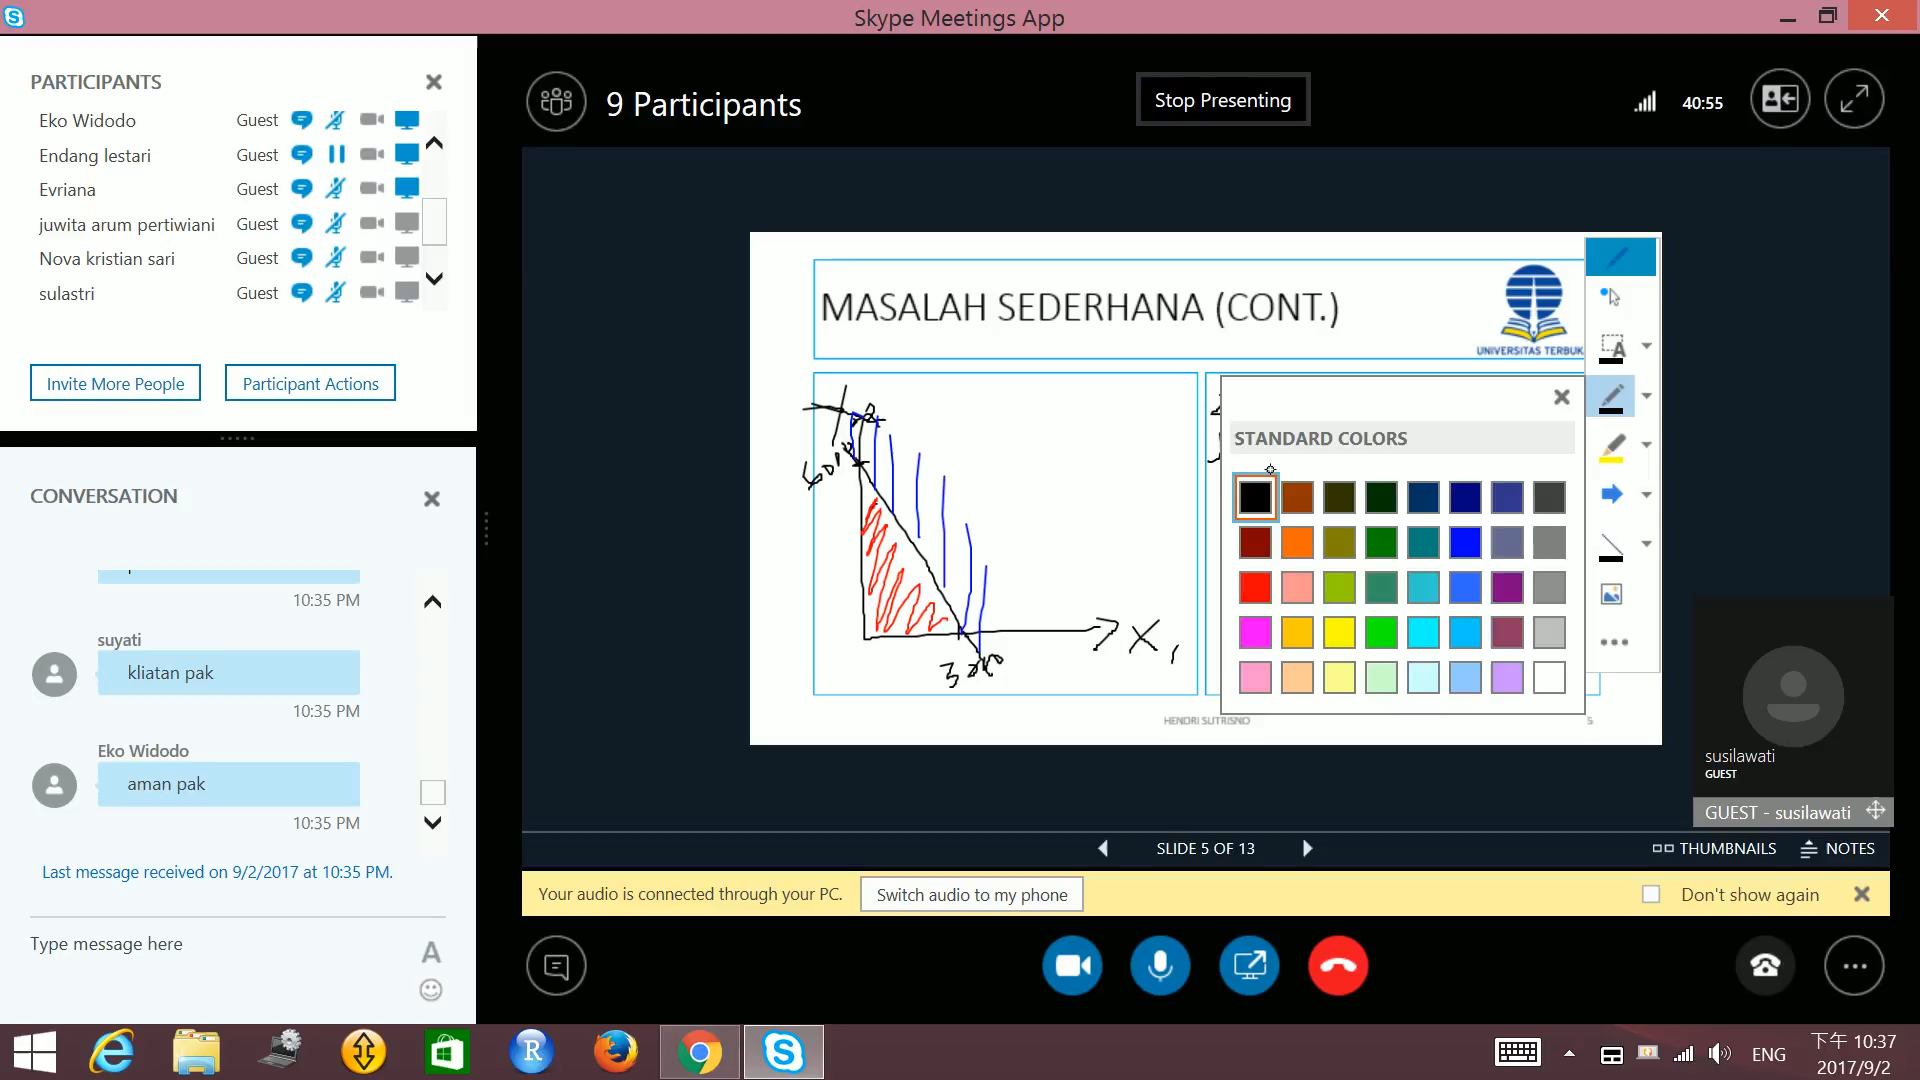 Skype Meetings App
PARTICIPANTS
Eko Widodo Guest
Endang lestari Guest
Evriana Guest
juwita arum pertiwiani Guest
Nova kristian sari Guest
sulastri Guest
Invite More People
Participant Actions
CONVERSATION
10:35 PM
suyati
kliatan pak
10:35 PM
Eko Widodo
aman pak
10:35 PM
Last message received on 9/2/2017 at 10:35 PM.
Type message here
A
9 Participants
Stop Presenting
40:55
MASALAH SEDERHANA (CONT.)
UNIVERSITAS TERBUK
A
STANDARD COLORS
X,
HENDRI SUTRISNO
5
susilawati
GUEST
GUEST - susilawati
SLIDE 5 OF 13
THUMBNAILS
NOTES
Your audio is connected through your PC.
Switch audio to my phone
Don't show again
R
ENG
下午 10:37
2017/9/2